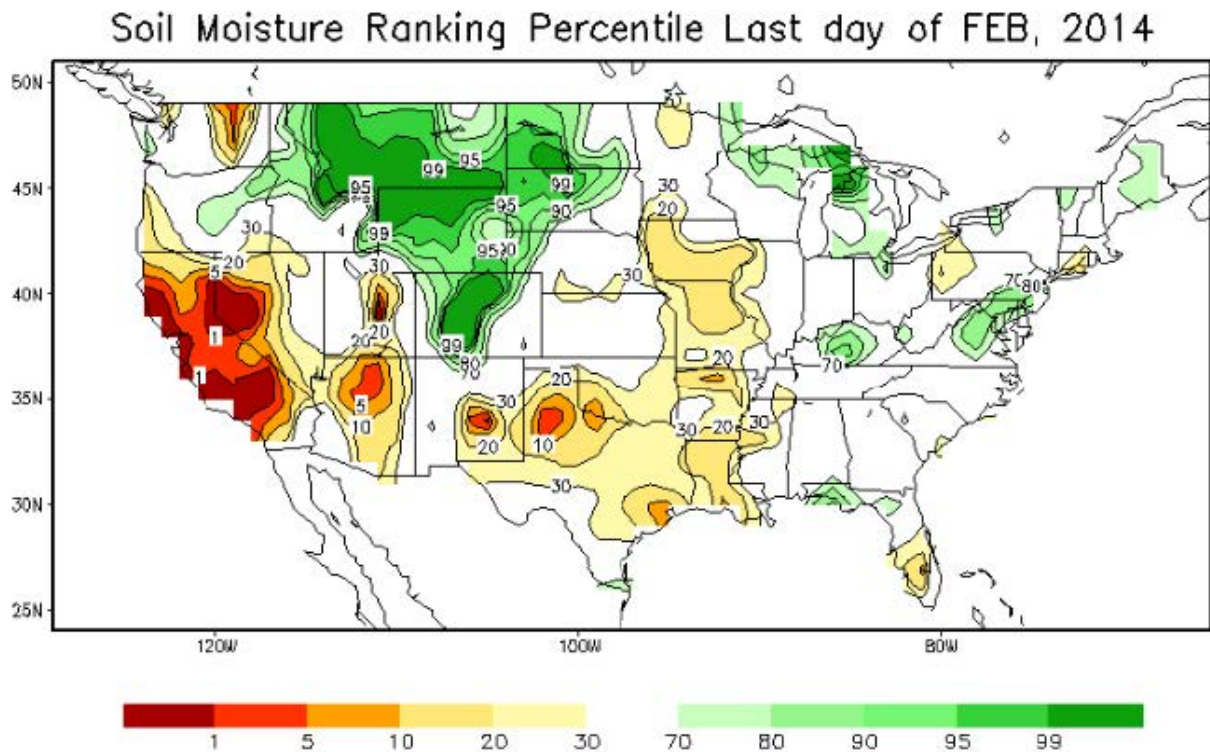 Soil Moisture Ranking Percentile Last day of FEB, 2014
50N
95
99
45N 95 99 30
95 90 20
30 99
95
20 30
5 30 70 80
40N
20
1 20 99
80 20 70
70
1 20
35N 5 30
10 30 20 30
20 10
30
30N
25N
120W 100W 80W
1 5 10 20 30 70 80 90 95 99